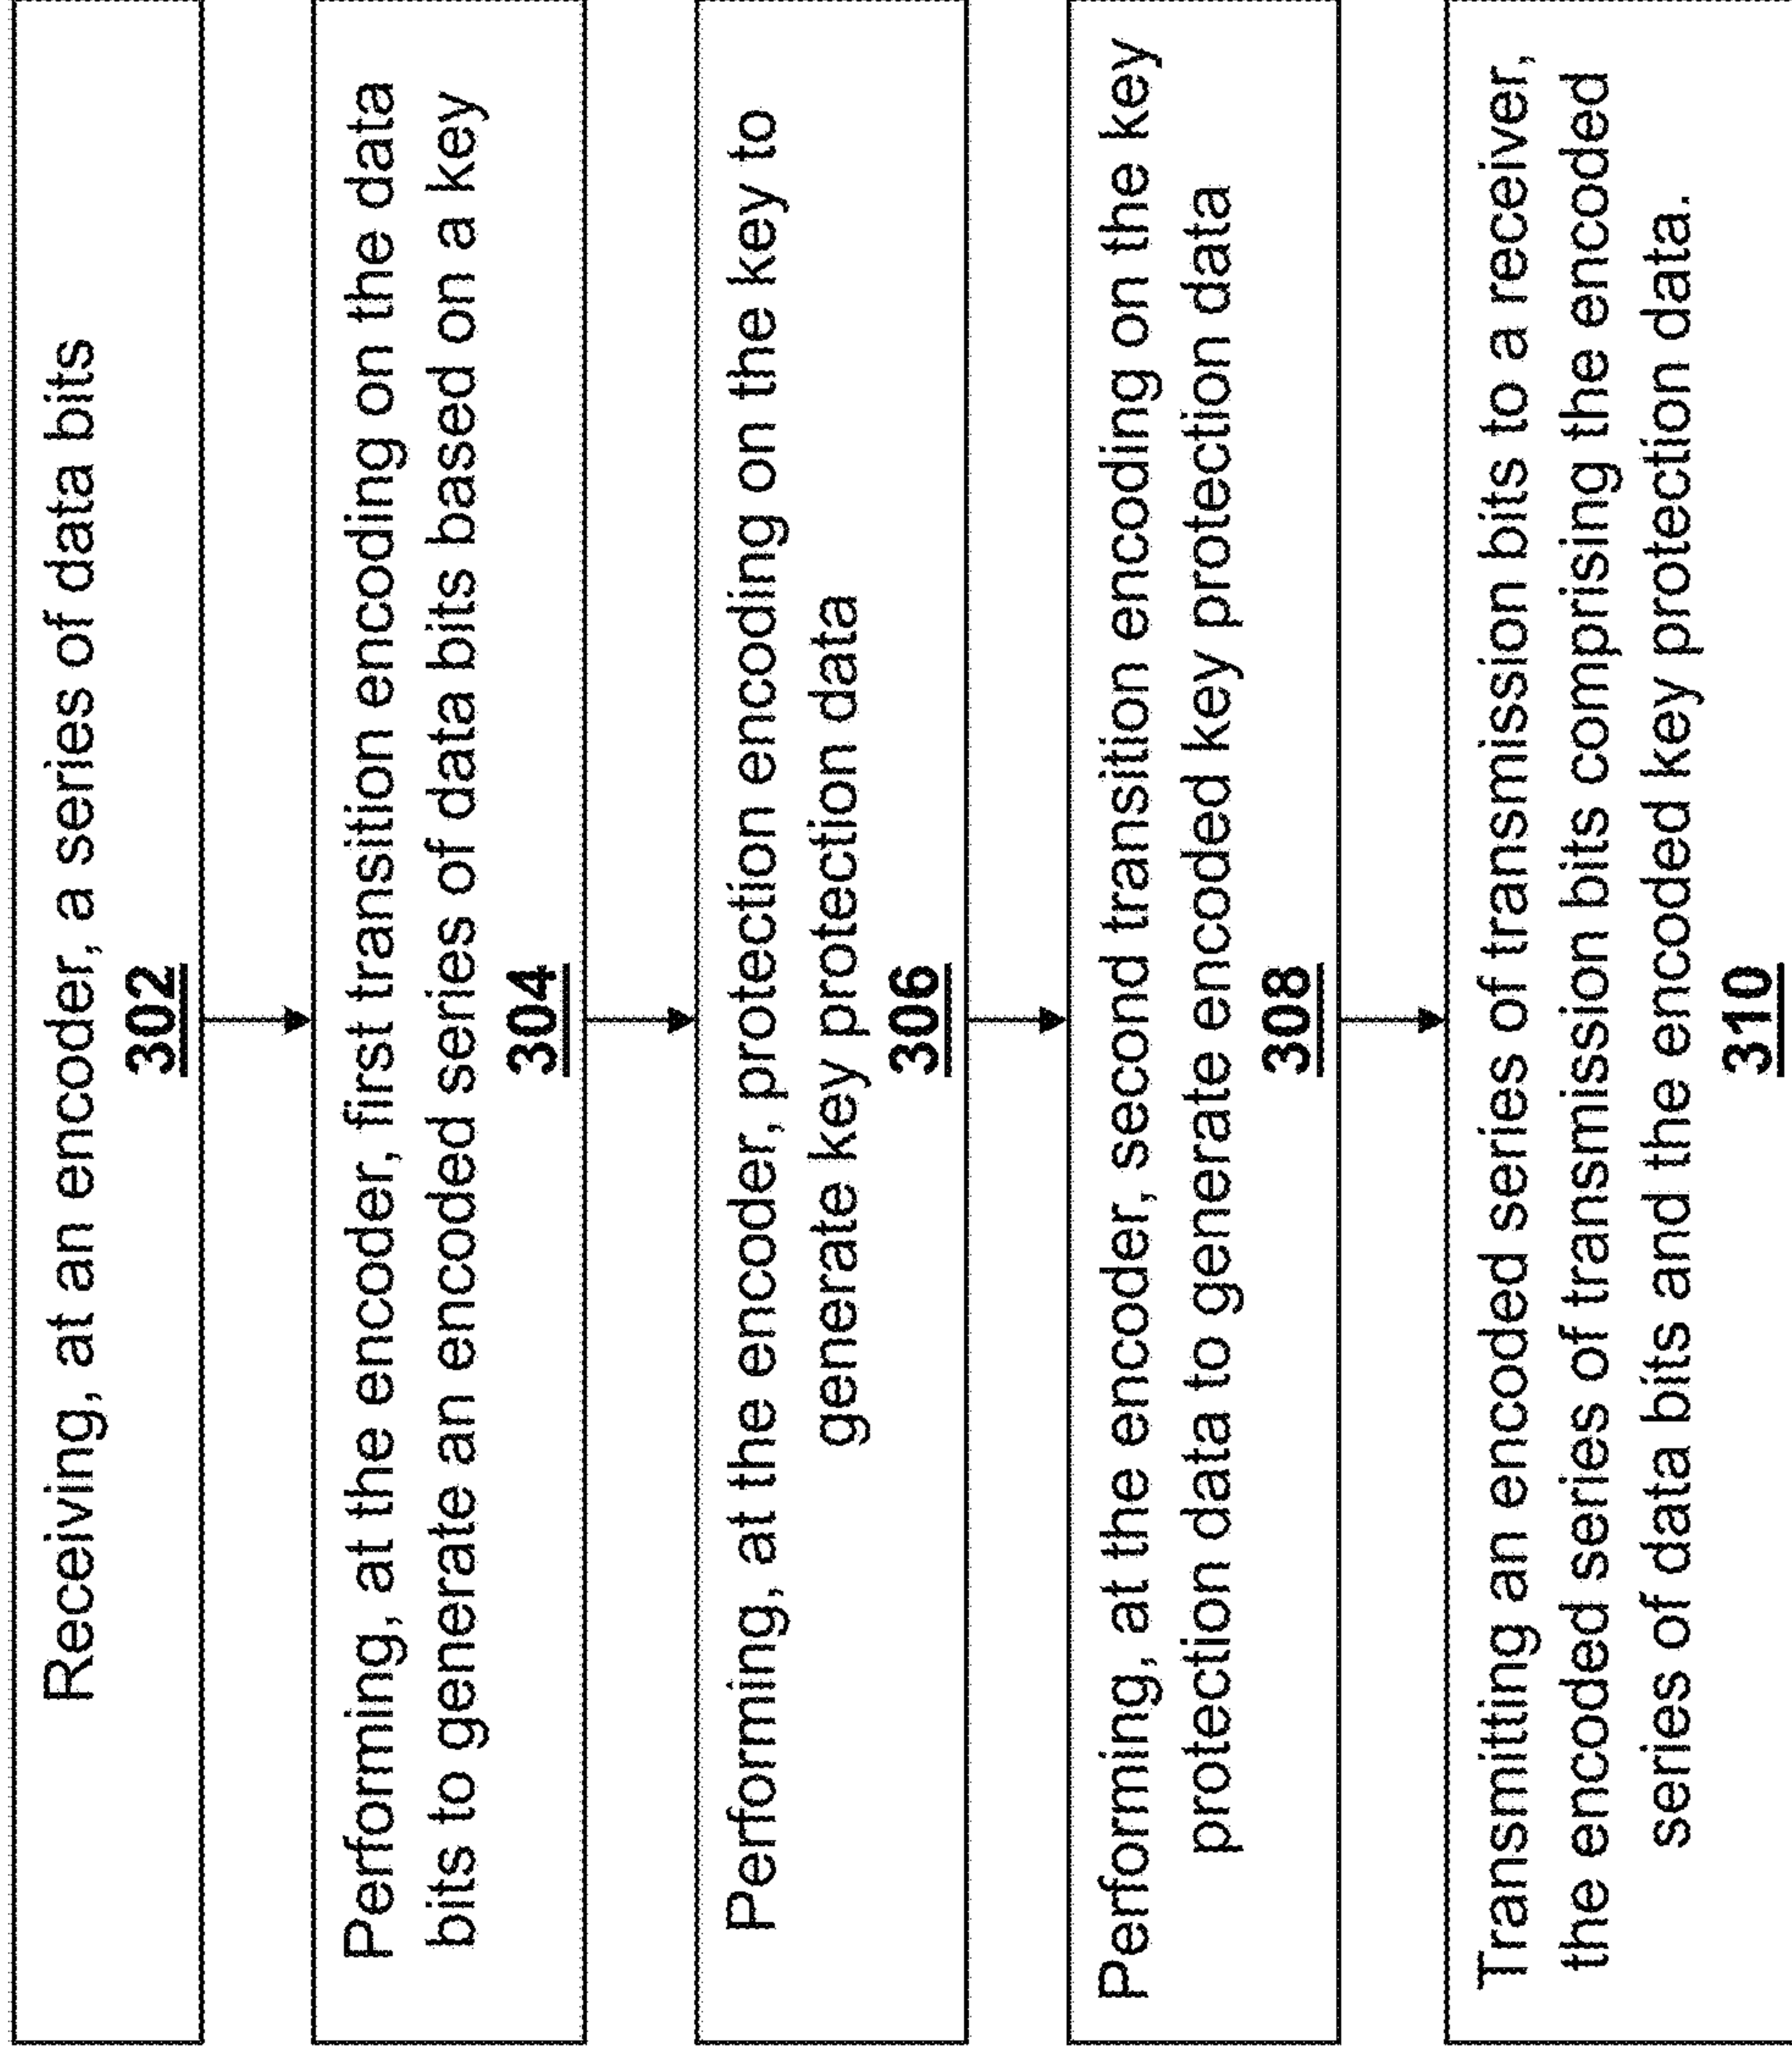 Receiving, at an encoder, a series of data bits
302
Performing, at the encoder, first transition encoding on the data
bits to generate an encoded series of data bits based on a key
304
Performing, at the encoder, protection encoding on the key to
generate key protection data
306
Performing, at the encoder, second transition encoding on the key
protection data to generate encoded key protection data
308
Transmitting an encoded series of transmission bits to a receiver,
the encoded series of transmission bits comprising the encoded
series of data bits and the encoded key protection data.
310